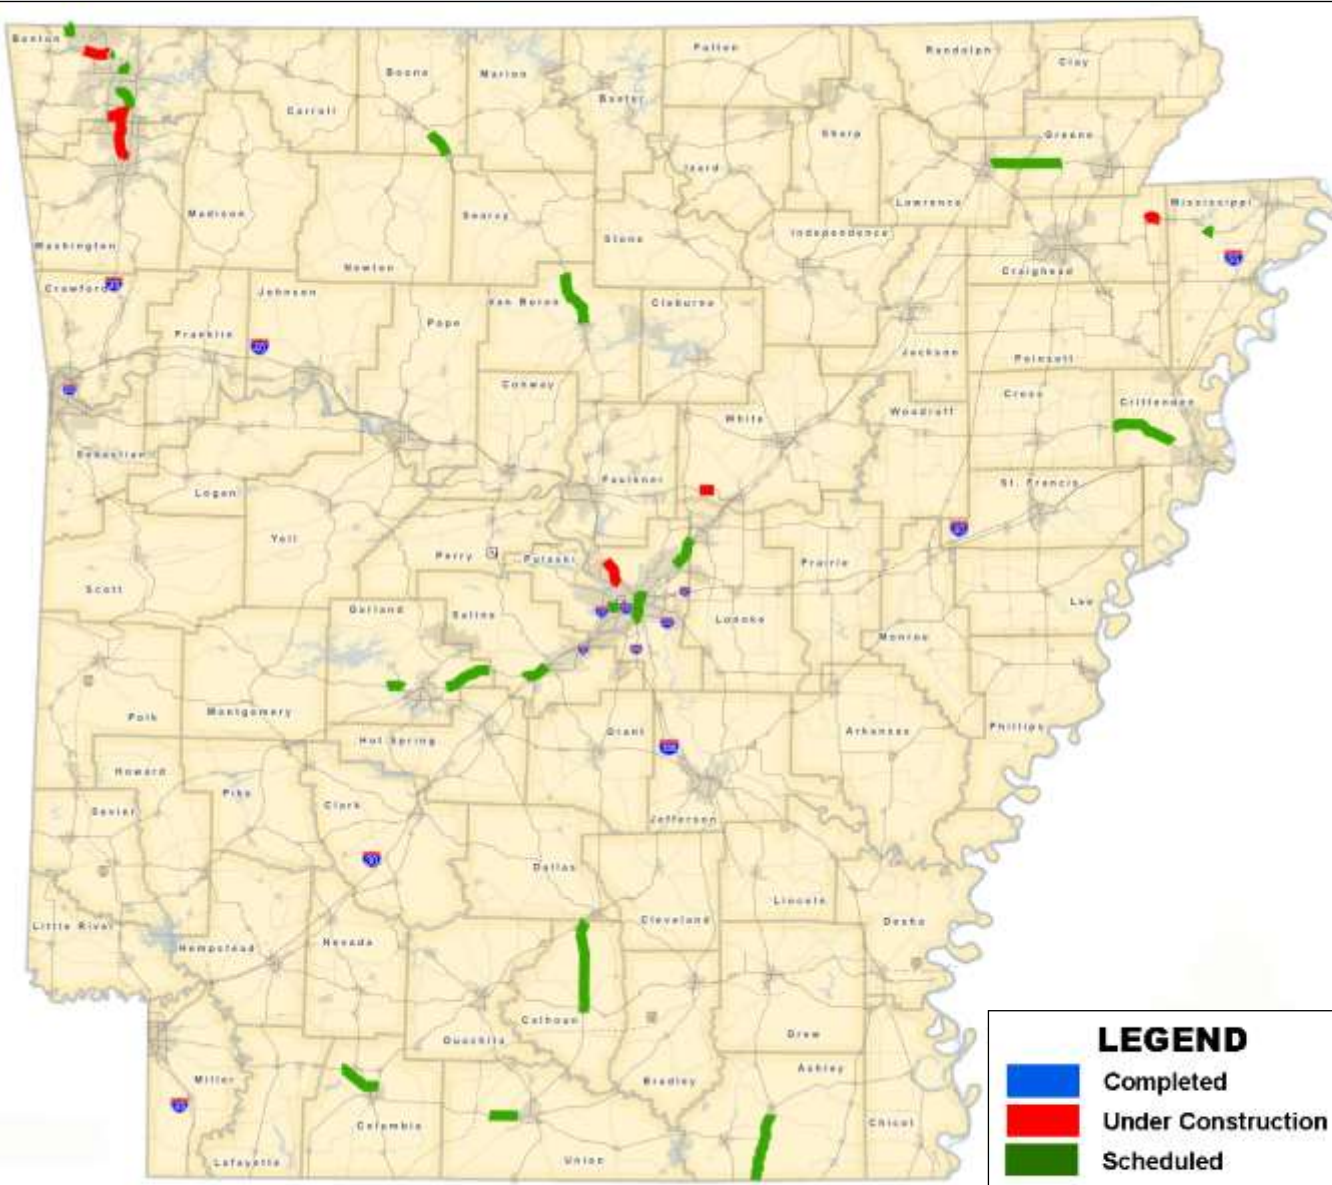 Benton
Boone
Marion
Fulton
Randolph
Clay
Carroll
Baxter
Sharp
Greene
Izard
Lawrence
Mississippi
Madison
Searcy
Stone
Independence
Washington
Newton
Craighead
Crawford
Johnson
Van Buren
Cleburne
Franklin
Pope
Jackson
Poinsett
Conway
White
Woodruff
Cross
Crittenden
Sebastian
Logan
Faulkner
St. Francis
Yell
Perry
Pulaski
Prairie
Scott
Garland
Saline
Lonoke
Lee
Monroe
Polk
Montgomery
Hot Spring
Grant
Arkansas
Phillips
Howard
Pike
Clark
Sevier
Jefferson
30
Dallas
Lincoln
Little River
Cleveland
Desha
Hempstead
Nevada
Calhoun
Ouachita
Drew
Miller
Bradley
Ashley
Columbia
Chicot
Lafayette
Union
LEGEND
Completed
Under Construction
Scheduled